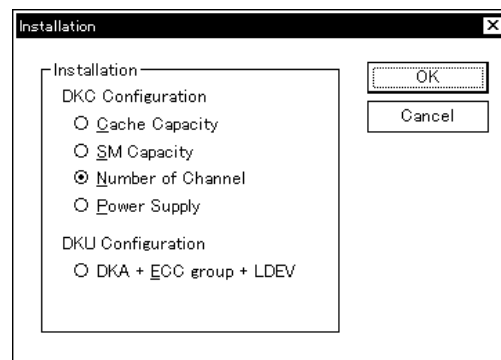 Installation
Installation
DKC Configuration
Cache Capacity
SM Capacity
Number of Channel
Power Supply
DKU Configuration
DKA + ECC group + LDEV
OK
Cancel